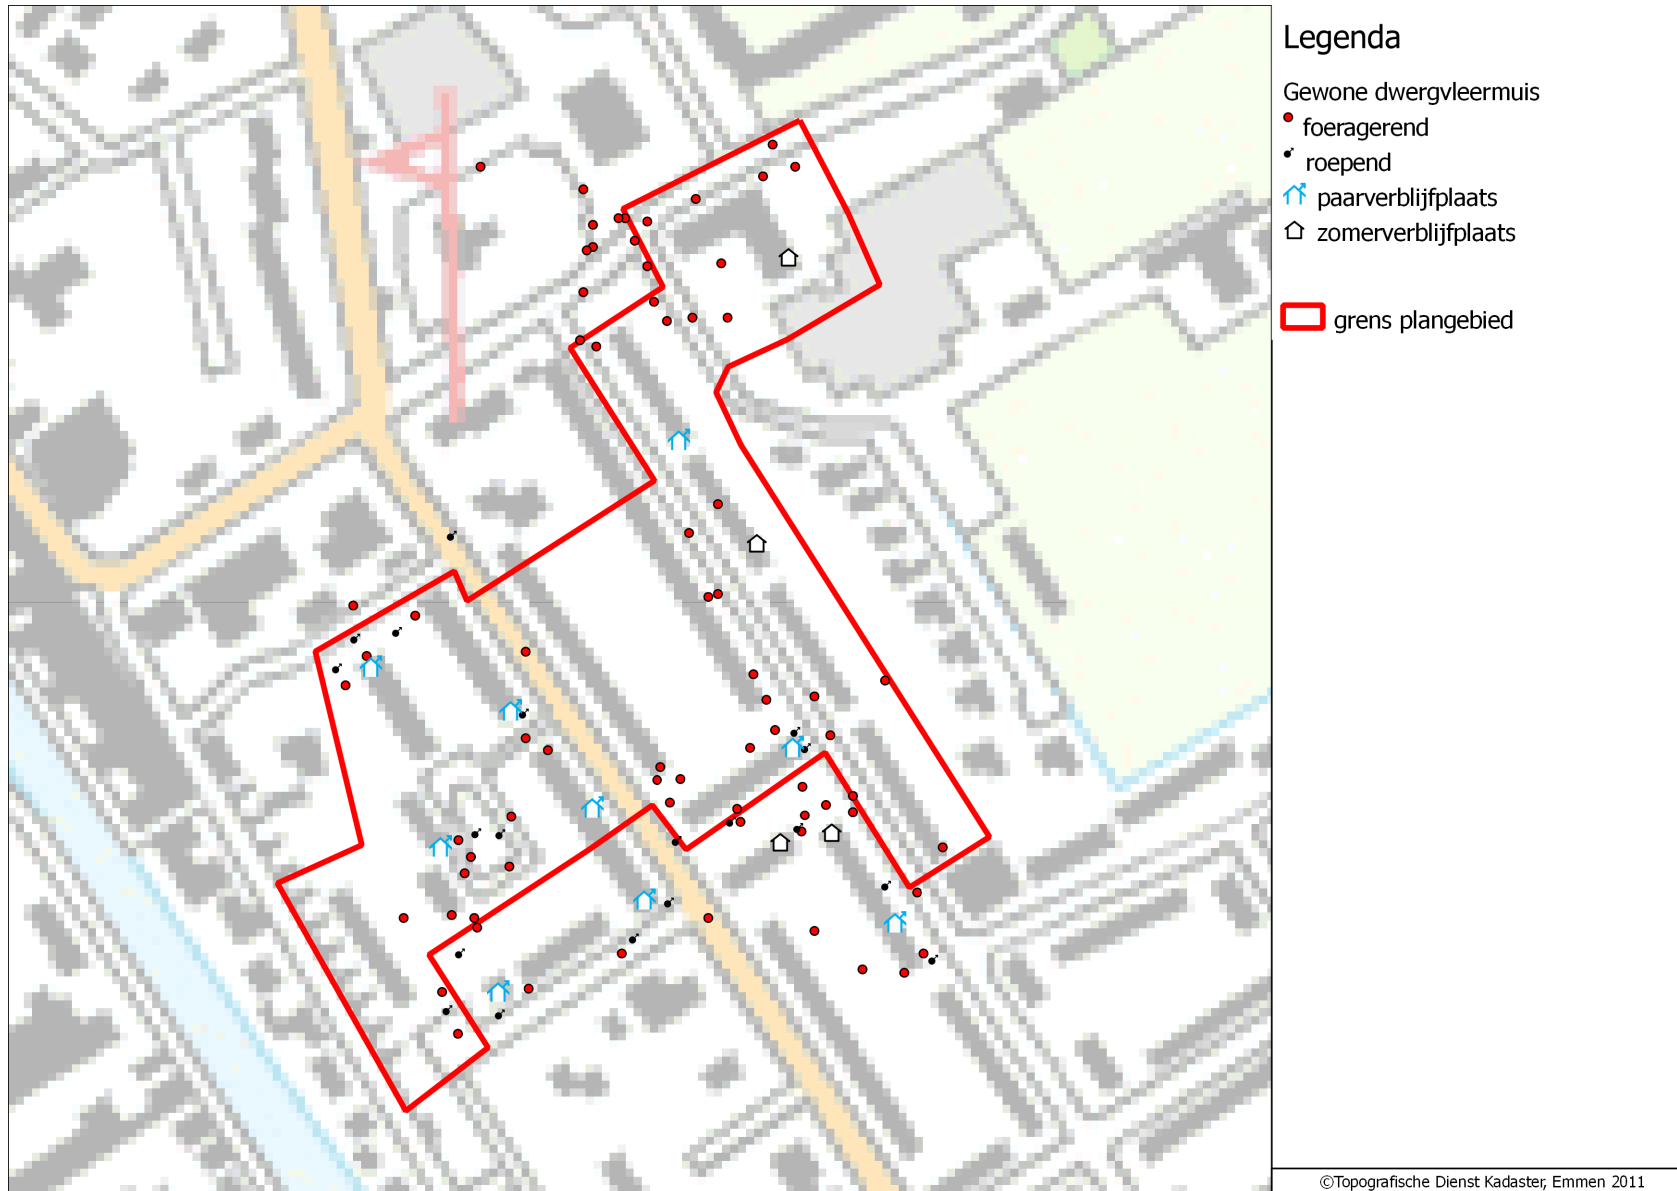 Legenda
Gewone dwergvleermuis
foeragerend
roepend
paarverblijfplaats
zomerverblijfplaats
grens plangebied
©Topografische Dienst Kadaster, Emmen 2011